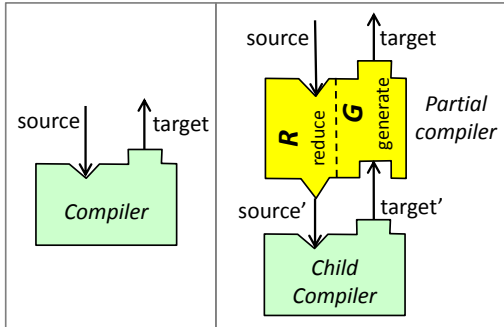 source
target
Compiler
source
target
R
reduce
G
generate
Partial
compiler
source’
target’
Child
Compiler